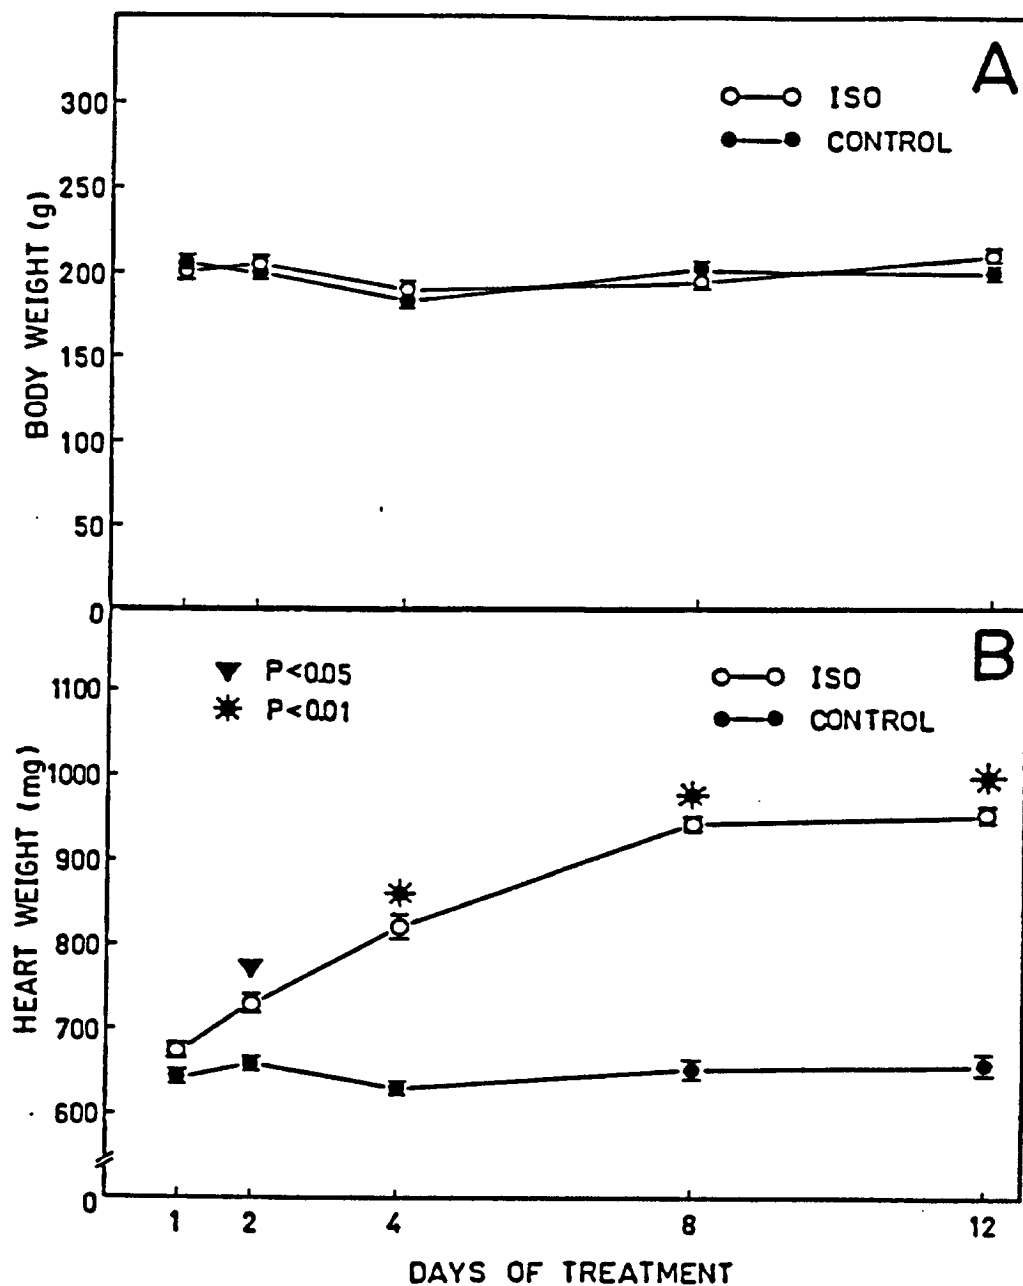 A
ISO
CONTROL
300
250
200
150
100
50
0
BODY WEIGHT (g)
B
P<0.05
P<0.01
ISO
CONTROL
1100
1000
900
800
700
600
0
HEART WEIGHT (mg)
1 2 4 8 12
DAYS OF TREATMENT